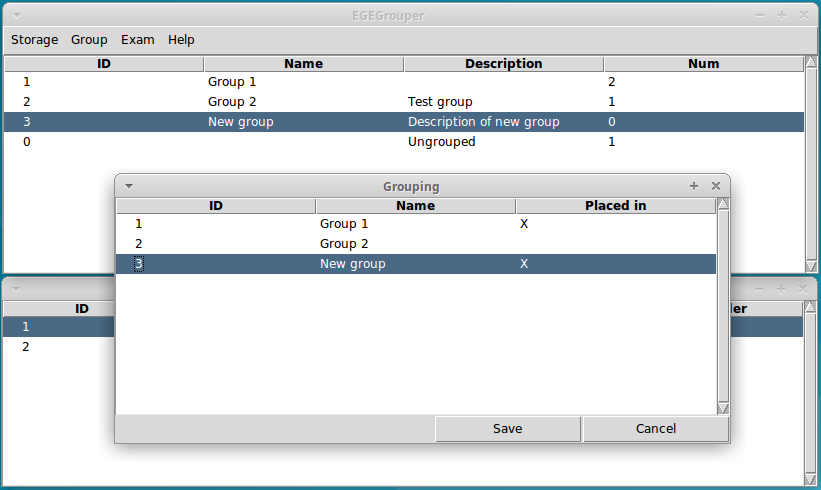 EGEGrouper
Storage Group Exam Help
ID Name Description Num
1 Group 1 2
2 Group 2 Test group 1
3 New group Description of new group 0
0 Ungrouped 1
Grouping
ID Name Placed in
1 Group 1 X
2 Group 2
3 New group X
Save Cancel
ID
1
2